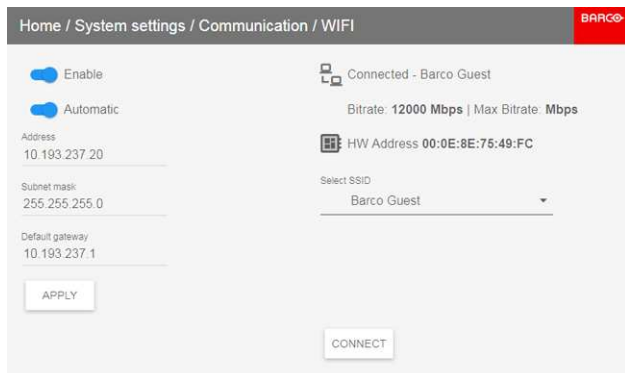 Home / System settings / Communication / WIFI
BARCO
Enable
Automatic
Address
10.193.237.20
Subnet mask
255.255.255.0
Default gateway
10.193.237.1
APPLY
Connected - Barco Guest
Bitrate: 12000 Mbps | Max Bitrate: Mbps
HW Address 00:0E:8E:75:49:FC
Select SSID
Barco Guest
CONNECT